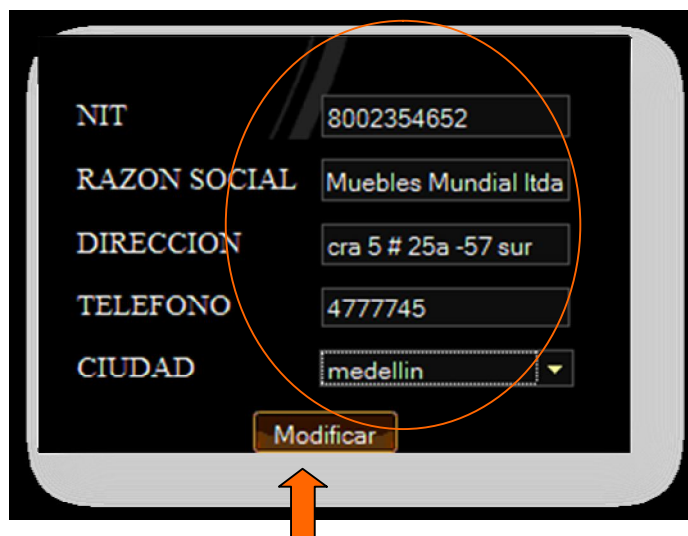 NIT 8002354652
RAZON SOCIAL Muebles Mundial ltda
DIRECCION cra 5 # 25a -57 sur
TELEFONO 4777745
CIUDAD medellin
Modificar